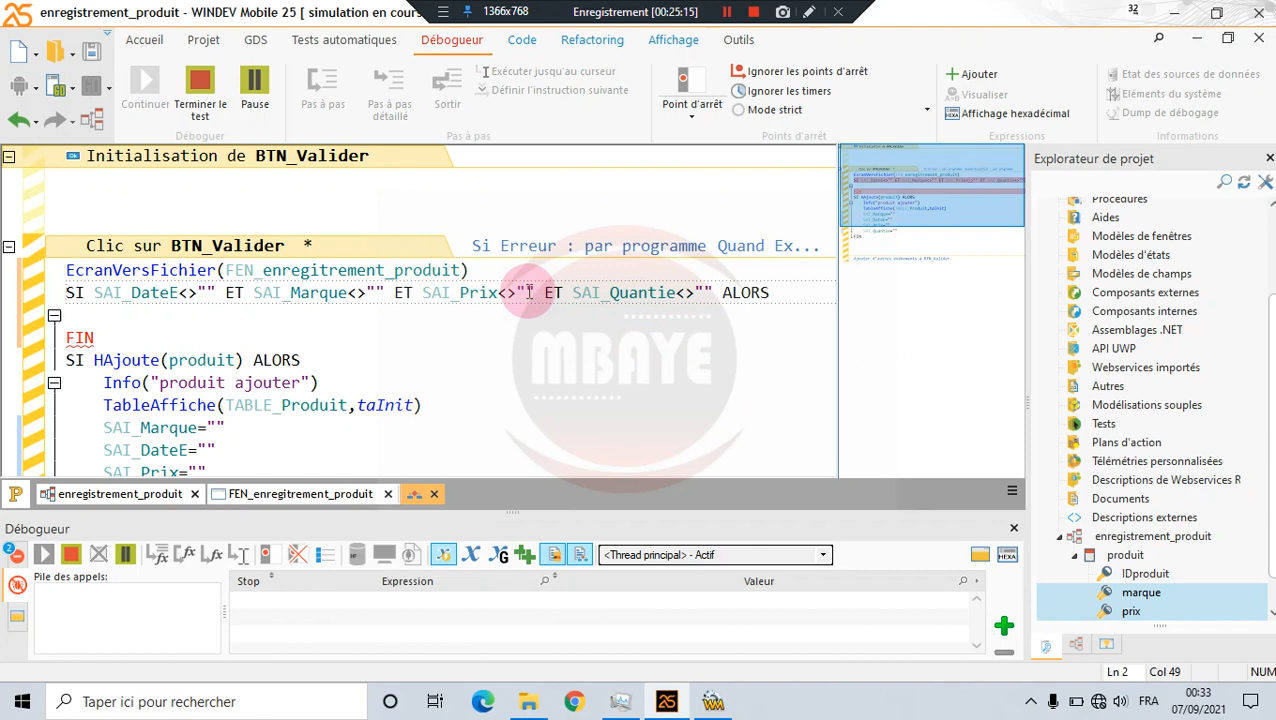 enregistrement_produit - WINDEV Mobile 25 [ simulation en cours
1366x768
Enregistrement [00:25:15]
32
Accueil
Projet
GDS
Tests automatiques
Débogueur
Code
Refactoring
Affichage
Outils
Continuer
Terminer le test
Pause
Pas à pas
Pas à pas détaillé
Sortir
Exécuter jusqu'au curseur
Définir l'instruction suivante
Point d'arrêt
Ignorer les points d'arrêt
Ignorer les timers
Mode strict
Ajouter
Visualiser
Affichage hexadécimal
Etat des sources de données
Eléments du système
Dump de débogage
Déboguer
Pas à pas
Points d'arrêt
Expressions
Informations
Initialisation de BTN_Valider
Clic sur BTN_Valider *
Si Erreur : par programme Quand Ex...
EcranVersFichier(FEN_enregitrement_produit)
SI SAI_DateE<>"" ET SAI_Marque<>"" ET SAI_Prix<>"" ET SAI_Quantie<>"" ALORS
FIN
SI HAjoute(produit) ALORS
Info("produit ajouter")
TableAffiche(TABLE_Produit,taInit)
SAI_Marque=""
SAI_DateE=""
SAI_Prix=""
MBAYE
Explorateur de projet
Procédures
Aides
Modèles de fenêtres
Modèles d'états
Modèles de champs
Composants externes
Composants internes
Assemblages .NET
API UWP
Webservices importés
Autres
Modélisations souples
Tests
Plans d'action
Télémétries personnalisées
Descriptions de Webservices R
Documents
Descriptions externes
enregistrement_produit
produit
IDproduit
marque
prix
enregistrement_produit
FEN_enregitrement_produit
Débogueur
2
<Thread principal> - Actif
HEXA
Pile des appels:
Stop
Expression
Valeur
Ln 2
Col 49
NUM
Taper ici pour rechercher
FRA
00:33
07/09/2021